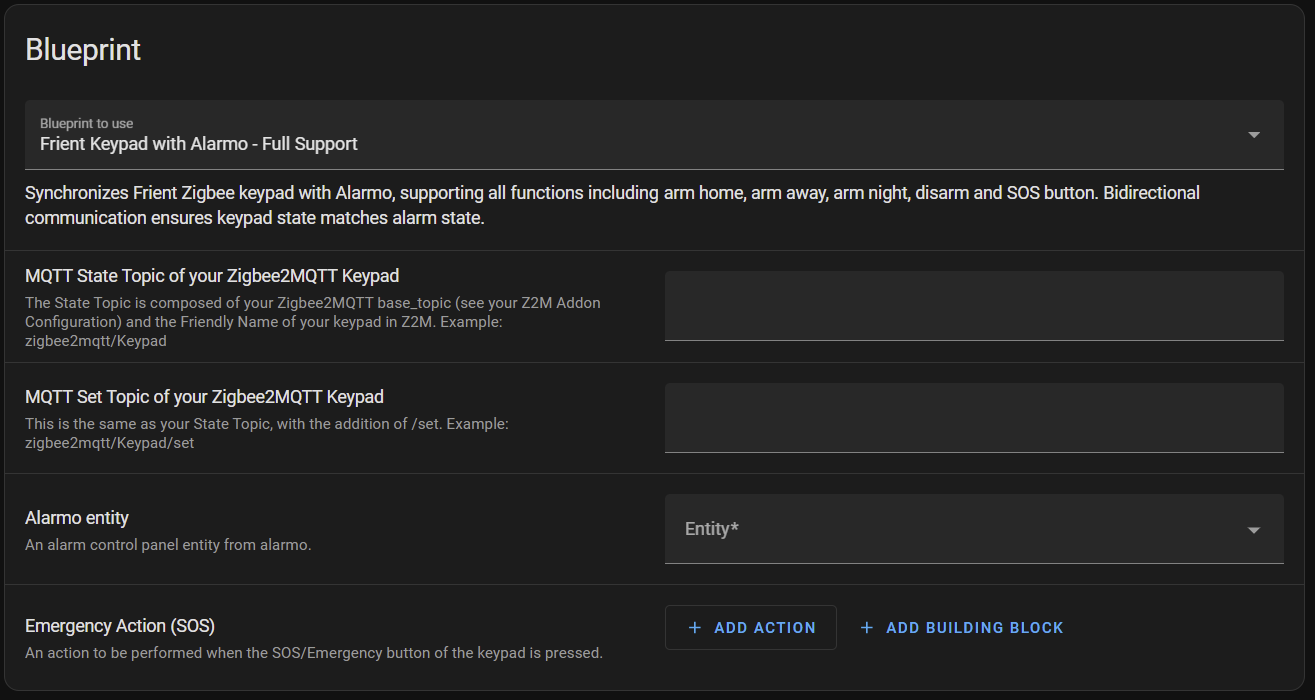 Blueprint
Blueprint to use
Frient Keypad with Alarmo - Full Support
Synchronizes Frient Zigbee keypad with Alarmo, supporting all functions including arm home, arm away, arm night, disarm and SOS button. Bidirectional
communication ensures keypad state matches alarm state.
MQTT State Topic of your Zigbee2MQTT Keypad
The State Topic is composed of your Zigbee2MQTT base_topic (see your Z2M Addon
Configuration) and the Friendly Name of your keypad in Z2M. Example:
zigbee2mqtt/Keypad
MQTT Set Topic of your Zigbee2MQTT Keypad
This is the same as your State Topic, with the addition of /set. Example:
zigbee2mqtt/Keypad/set
Alarmo entity
An alarm control panel entity from alarmo.
Entity*
Emergency Action (SOS)
An action to be performed when the SOS/Emergency button of the keypad is pressed.
+ ADD ACTION
+ ADD BUILDING BLOCK